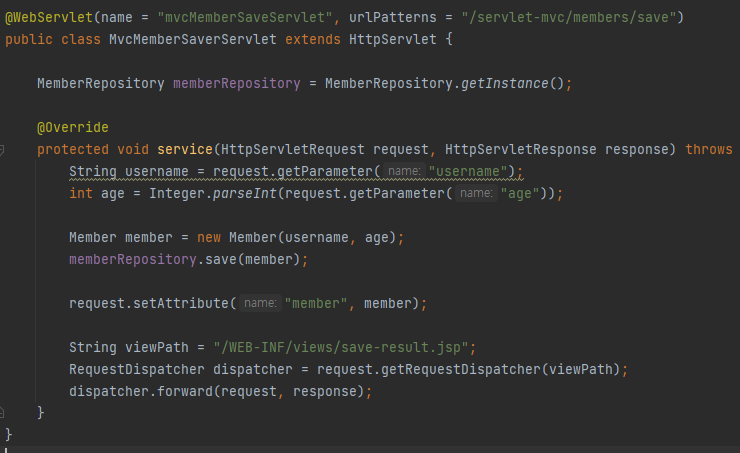 @WebServlet(name = "mvcMemberSaveServlet", urlPatterns = "/servlet-mvc/members/save")
public class MvcMemberSaverServlet extends HttpServlet {
MemberRepository memberRepository = MemberRepository.getInstance();
@Override
protected void service(HttpServletRequest request, HttpServletResponse response) throws
String username = request.getParameter( name: "username");
int age = Integer.parseInt(request.getParameter( name: "age"));
Member member = new Member(username, age);
memberRepository.save(member);
request.setAttribute( name: "member", member);
String viewPath = "/WEB-INF/views/save-result.jsp";
RequestDispatcher dispatcher = request.getRequestDispatcher(viewPath);
dispatcher.forward(request, response);
}
}